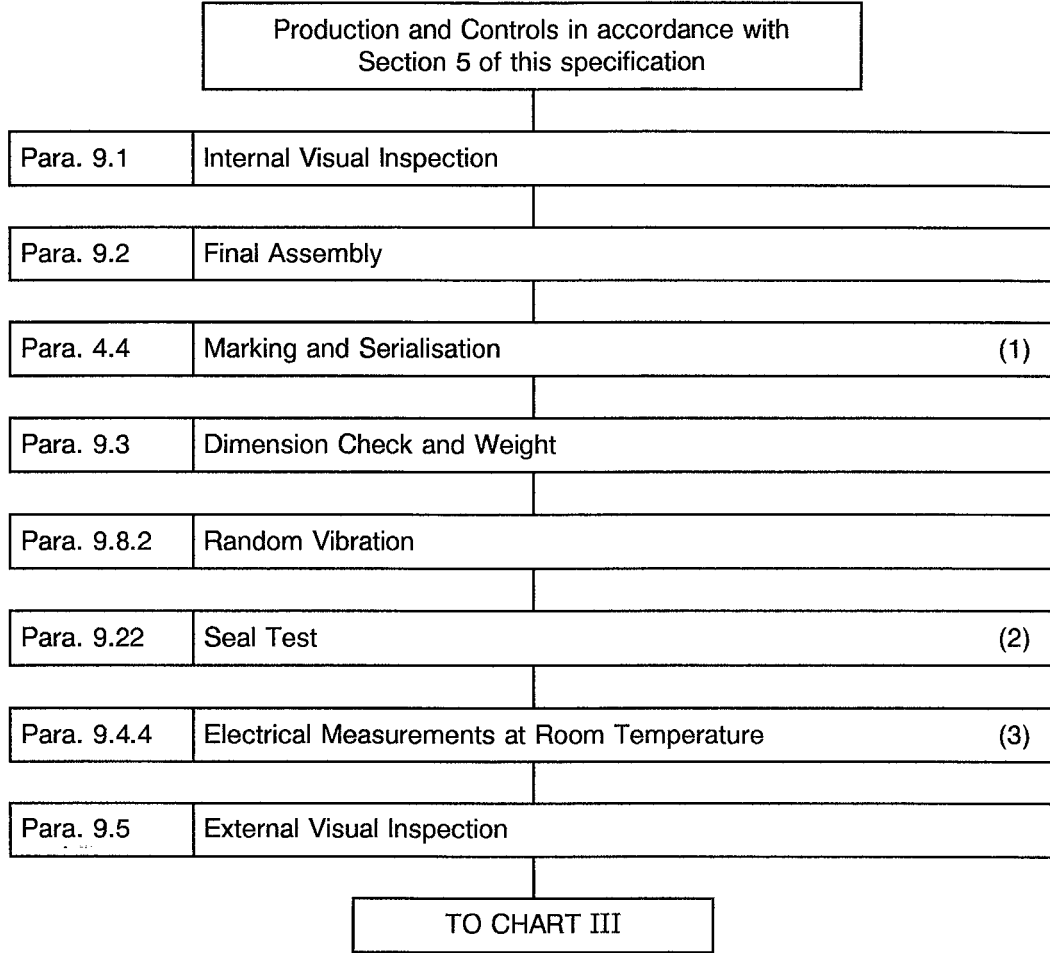 Production and Controls in accordance with
Section 5 of this specification
Para. 9.1 Internal Visual Inspection
Para. 9.2 Final Assembly
Para. 4.4 Marking and Serialisation (1)
Para. 9.3 Dimension Check and Weight
Para. 9.8.2 Random Vibration
Para. 9.22 Seal Test (2)
Para. 9.4.4 Electrical Measurements at Room Temperature (3)
Para. 9.5 External Visual Inspection
TO CHART III